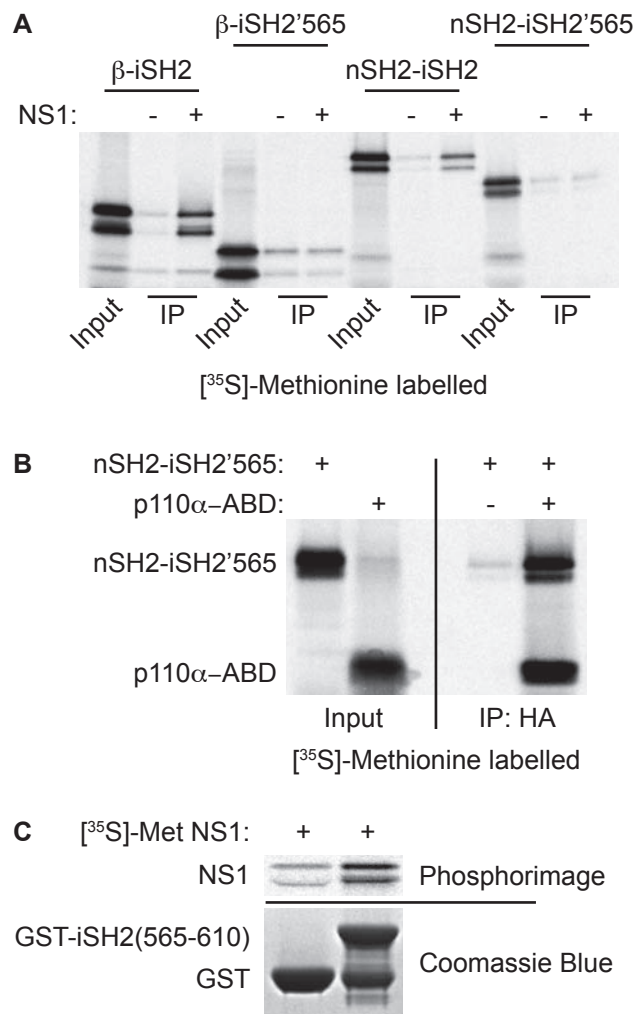 A
β-iSH2 β-iSH2'565 nSH2-iSH2 nSH2-iSH2'565
NS1: - + - + - + - +
Input IP Input IP Input IP Input IP
[³⁵S]-Methionine labelled
B
nSH2-iSH2'565: + + +
p110α–ABD: + - +
nSH2-iSH2'565
p110α–ABD
Input IP: HA
[³⁵S]-Methionine labelled
C [³⁵S]-Met NS1: + +
NS1 Phosphorimage
GST-iSH2(565-610)
GST Coomassie Blue